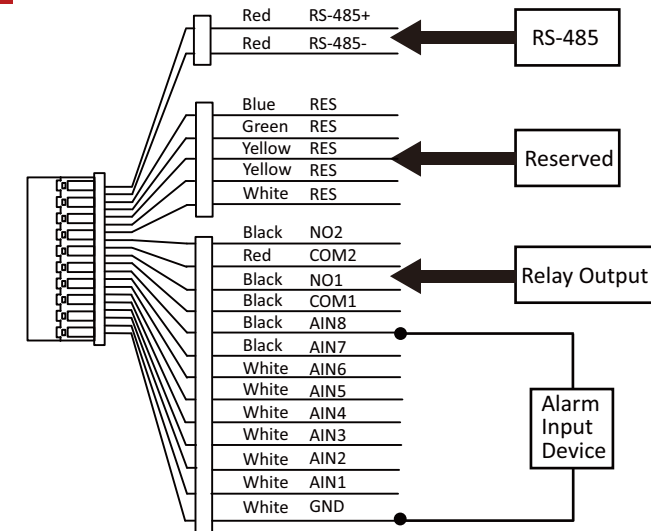 Red RS-485+
Red RS-485-
RS-485
Blue RES
Green RES
Yellow RES
Yellow RES
White RES
Reserved
Black NO2
Red COM2
Black NO1
Black COM1
Relay Output
Black AIN8
Black AIN7
White AIN6
White AIN5
White AIN4
White AIN3
White AIN2
White AIN1
White GND
Alarm
Input
Device